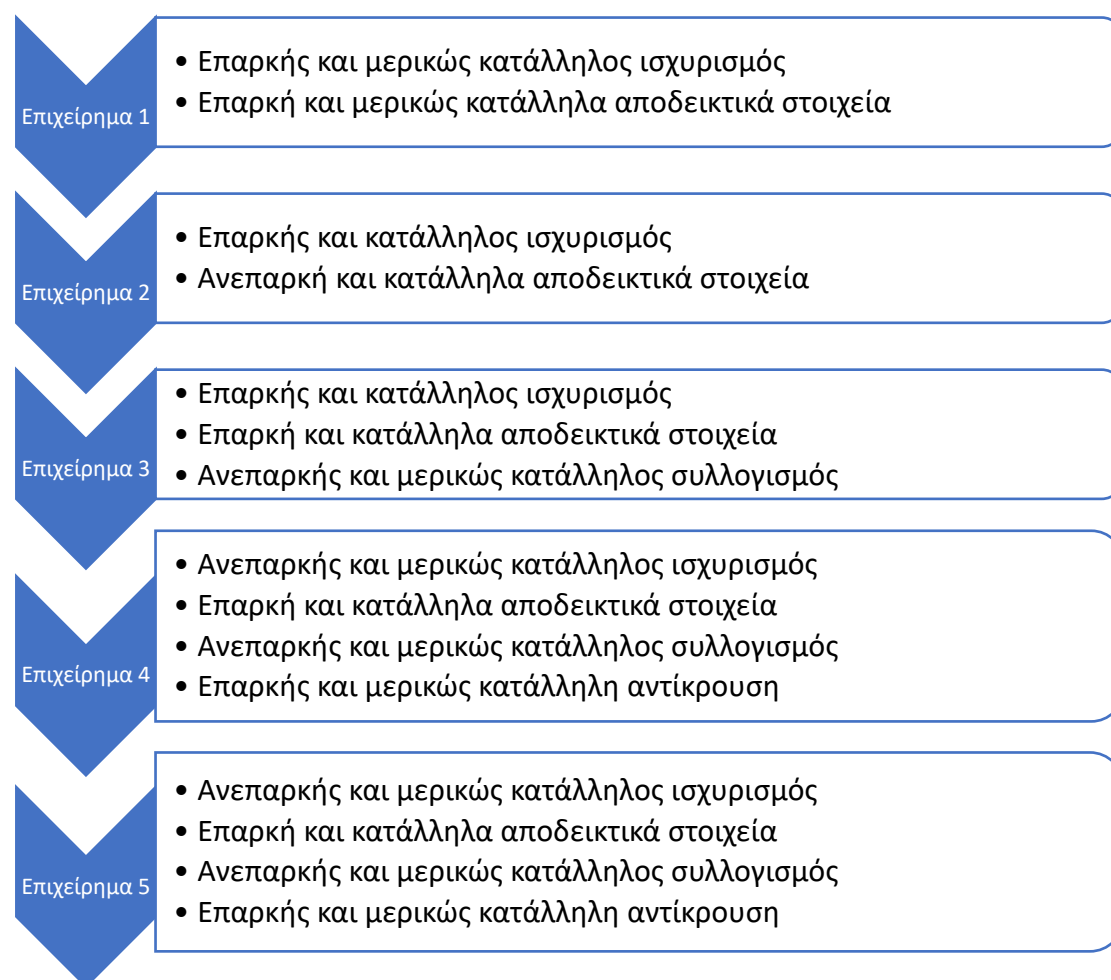 Επιχείρημα 1
• Επαρκής και μερικώς κατάλληλος ισχυρισμός
• Επαρκή και μερικώς κατάλληλα αποδεικτικά στοιχεία
Επιχείρημα 2
• Επαρκής και κατάλληλος ισχυρισμός
• Ανεπαρκή και κατάλληλα αποδεικτικά στοιχεία
Επιχείρημα 3
• Επαρκής και κατάλληλος ισχυρισμός
• Επαρκή και κατάλληλα αποδεικτικά στοιχεία
• Ανεπαρκής και μερικώς κατάλληλος συλλογισμός
Επιχείρημα 4
• Ανεπαρκής και μερικώς κατάλληλος ισχυρισμός
• Επαρκή και κατάλληλα αποδεικτικά στοιχεία
• Ανεπαρκής και μερικώς κατάλληλος συλλογισμός
• Επαρκής και μερικώς κατάλληλη αντίκρουση
Επιχείρημα 5
• Ανεπαρκής και μερικώς κατάλληλος ισχυρισμός
• Επαρκή και κατάλληλα αποδεικτικά στοιχεία
• Ανεπαρκής και μερικώς κατάλληλος συλλογισμός
• Επαρκής και μερικώς κατάλληλη αντίκρουση